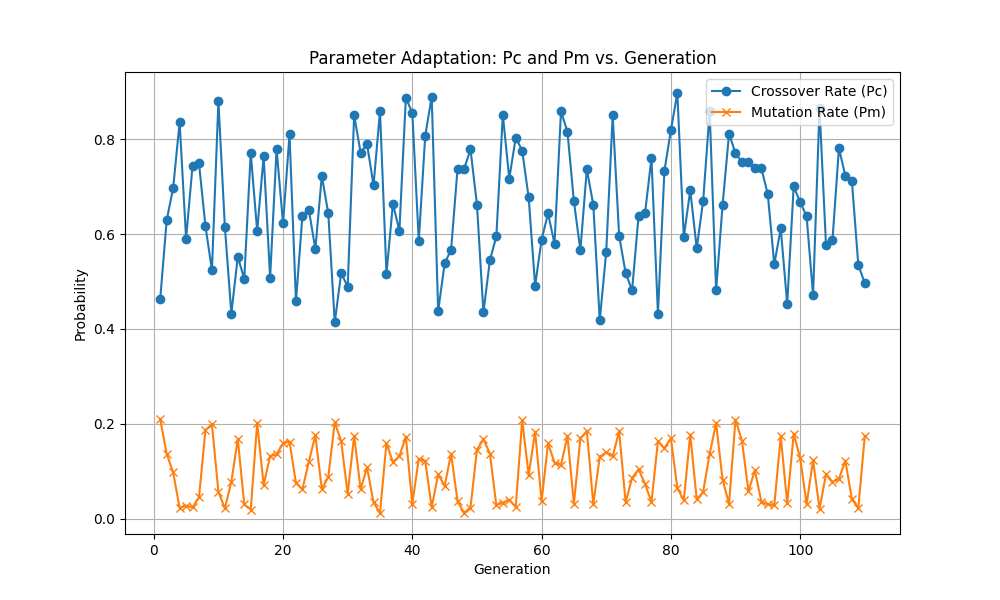 Parameter Adaptation: Pc and Pm vs. Generation
Crossover Rate (Pc)
Mutation Rate (Pm)
Probability
0.8
0.6
0.4
0.2
0.0
0 20 40 60 80 100
Generation